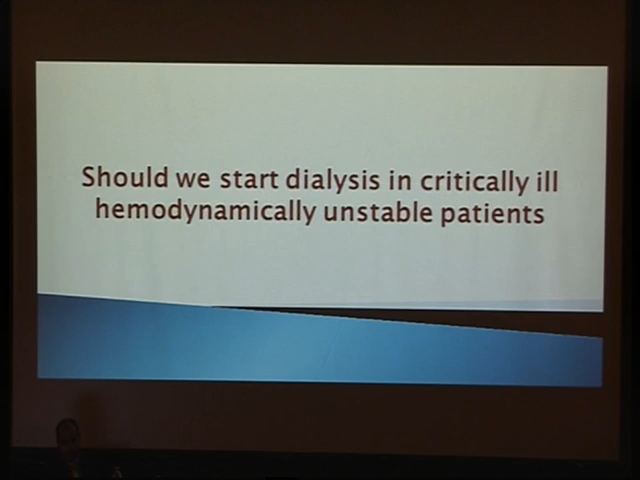 Should we start dialysis in critically ill
hemodynamically unstable patients